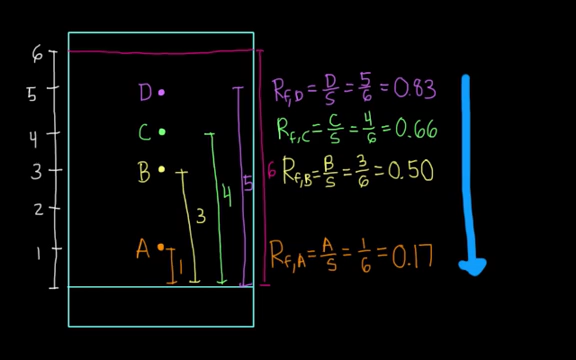 6
5 D 5 R_f,D = D/S = 5/6 = 0.83
4 C 4 R_f,C = C/S = 4/6 = 0.66
3 B 3 6 R_f,B = B/S = 3/6 = 0.50
2
1 A 1 R_f,A = A/S = 1/6 = 0.17